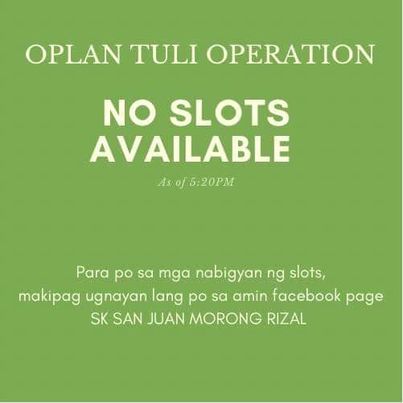 OPLAN TULI OPERATION
NO SLOTS
AVAILABLE
As of 5:20PM
Para po sa mga nabigyan ng slots,
makipag ugnayan lang po sa amin facebook page
SK SAN JUAN MORONG RIZAL